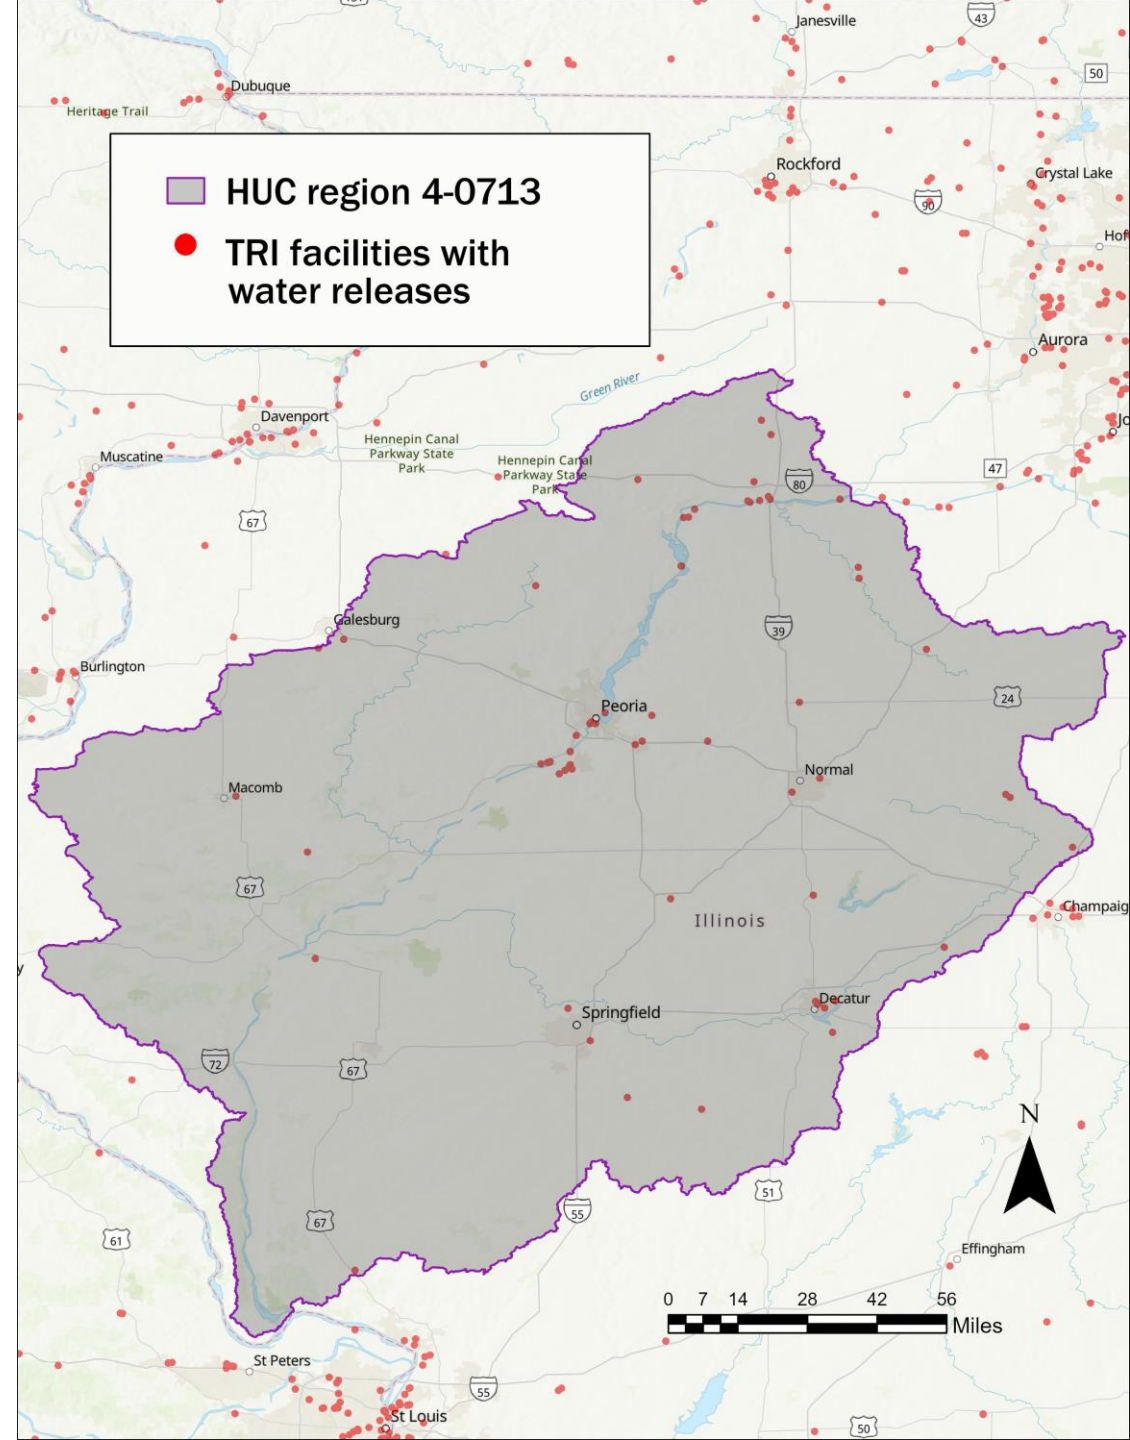 Janesville
43
50
Dubuque
Heritage Trail
HUC region 4-0713
TRI facilities with
water releases
Rockford
Crystal Lake
90
Hof
Aurora
Green River
Davenport
Hennepin Canal
Parkway State
Park
Jo
Muscatine
Hennepin Canal
Parkway State
Park
47
80
67
Galesburg
39
Burlington
24
Peoria
Normal
Macomb
67
Illinois
Champaig
y
Decatur
Springfield
72
67
N
51
67
55
61
Effingham
0 7 14 28 42 56
Miles
St Peters
55
St Louis
50